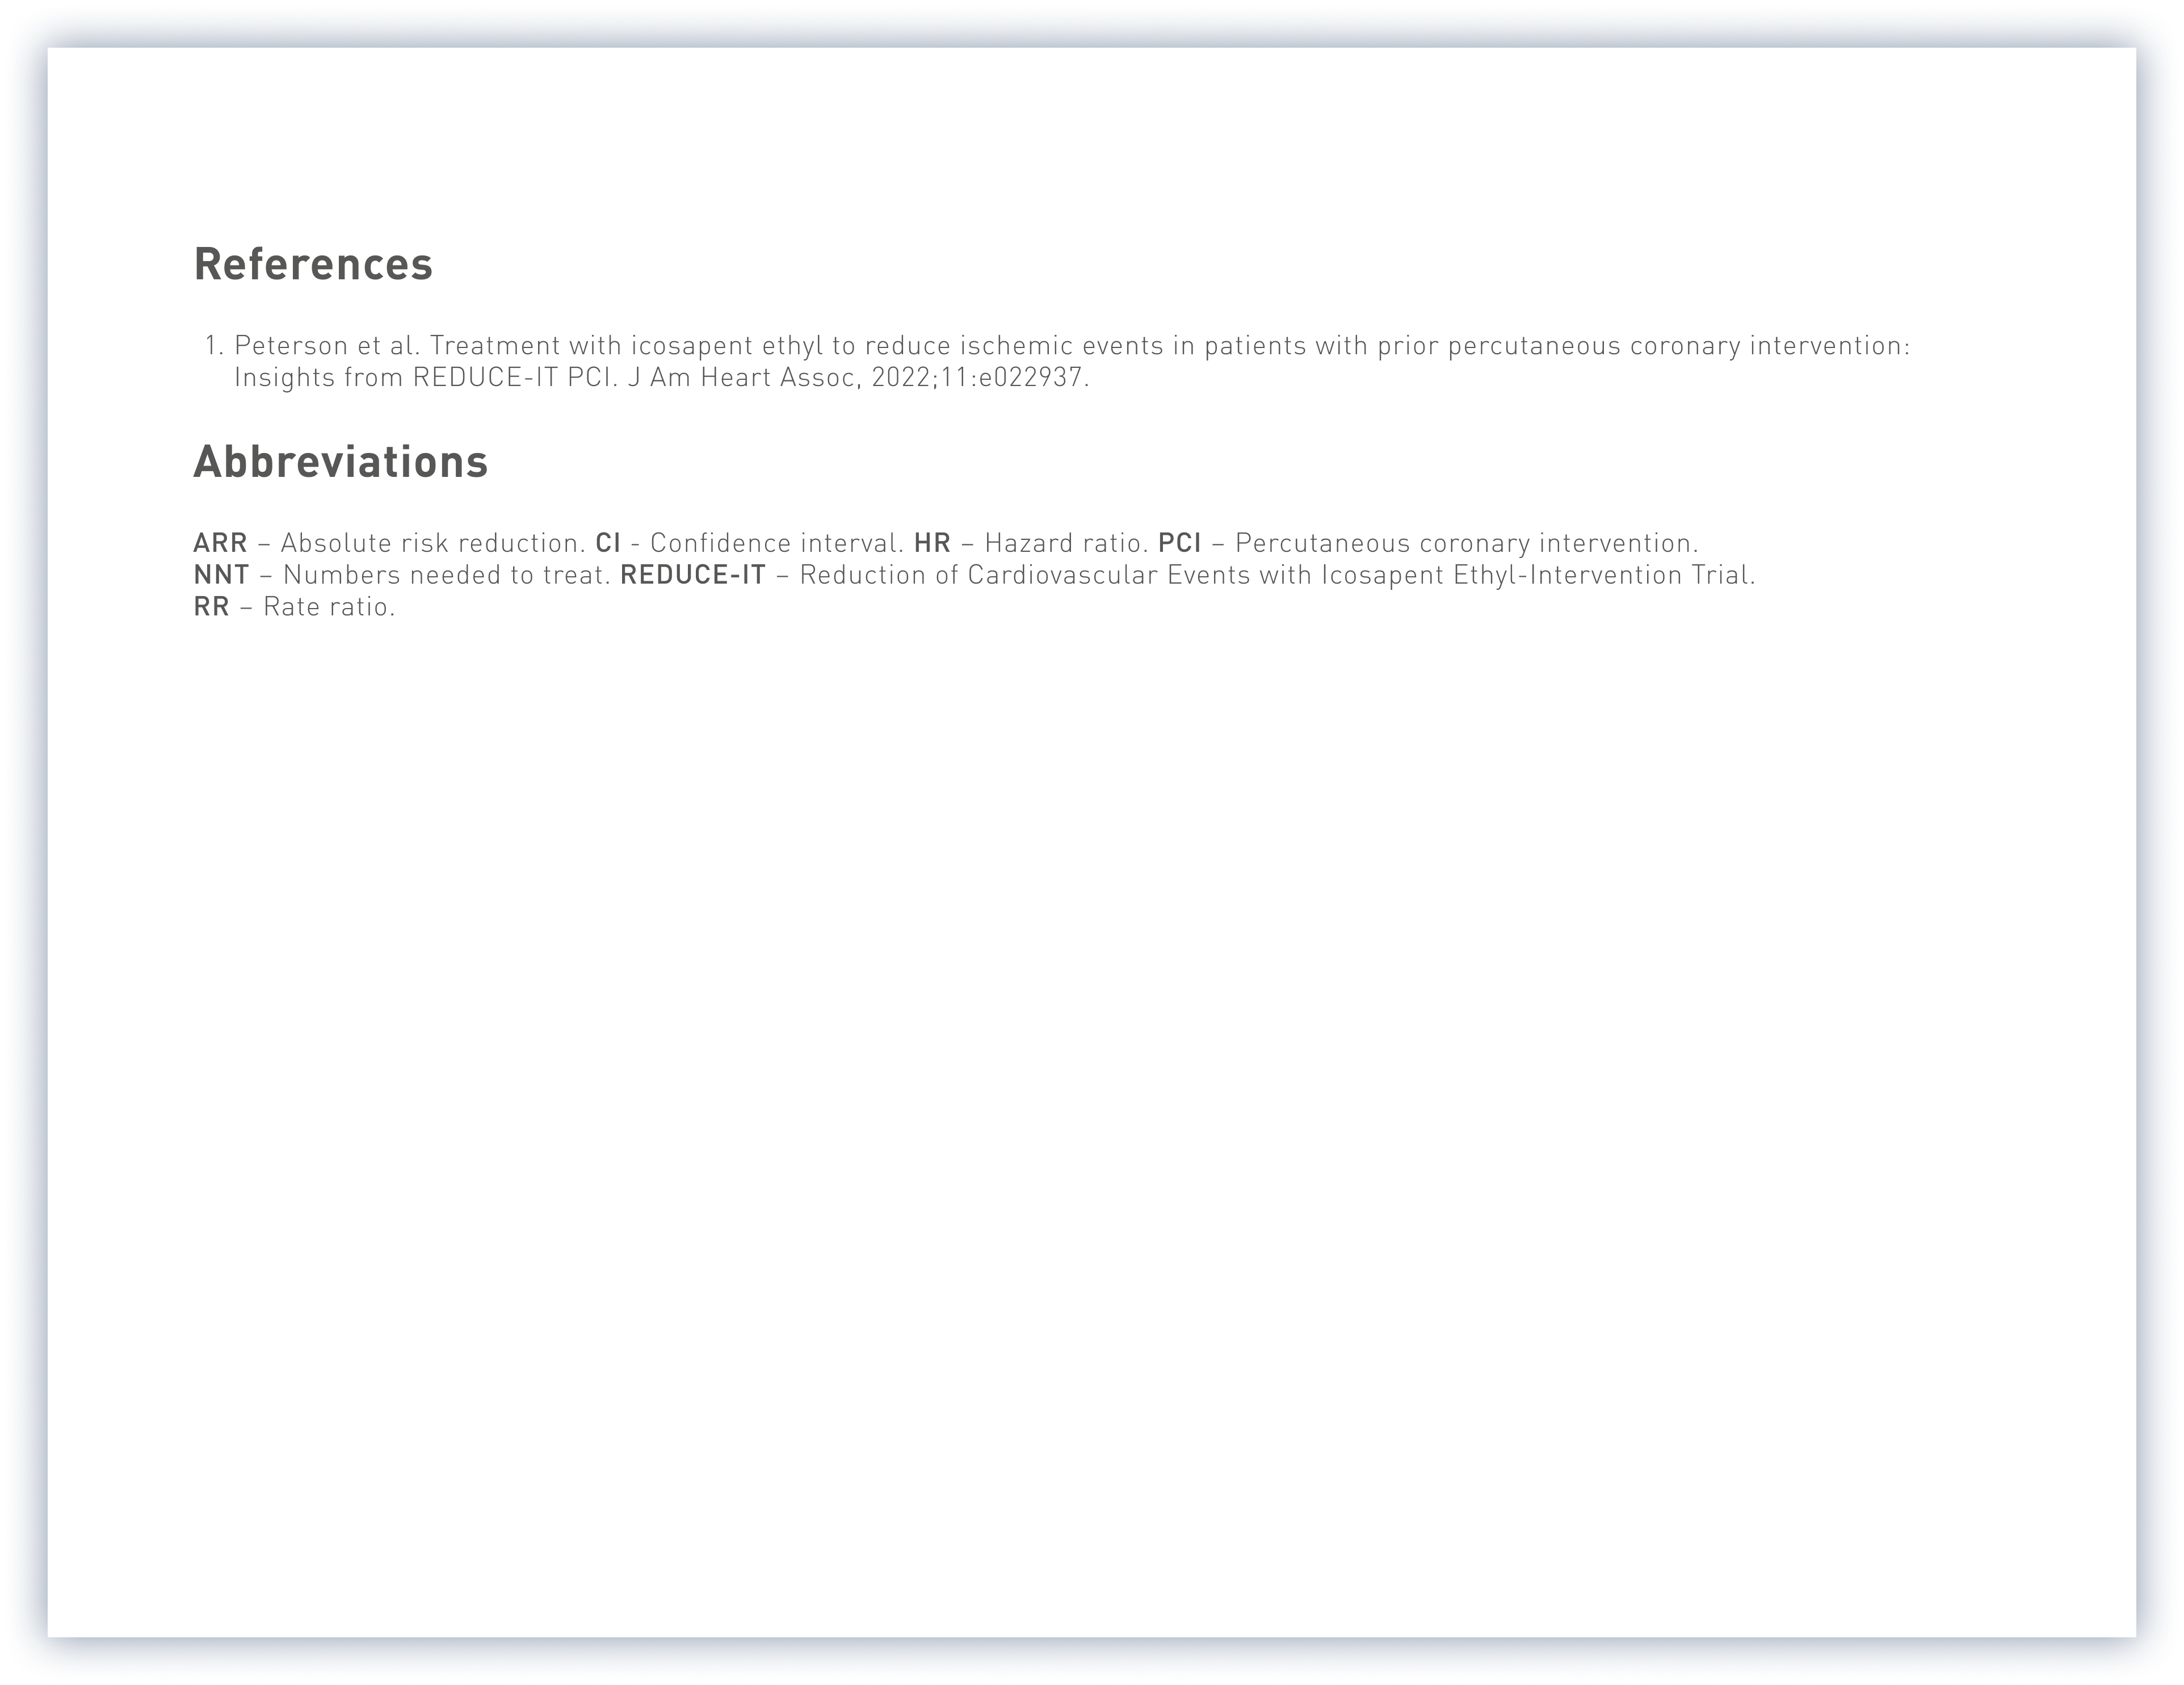 References
1. Peterson et al. Treatment with icosapent ethyl to reduce ischemic events in patients with prior percutaneous coronary intervention:
Insights from REDUCE-IT PCI. J Am Heart Assoc, 2022;11:e022937.
Abbreviations
ARR – Absolute risk reduction. CI - Confidence interval. HR – Hazard ratio. PCI – Percutaneous coronary intervention.
NNT – Numbers needed to treat. REDUCE-IT – Reduction of Cardiovascular Events with Icosapent Ethyl-Intervention Trial.
RR – Rate ratio.